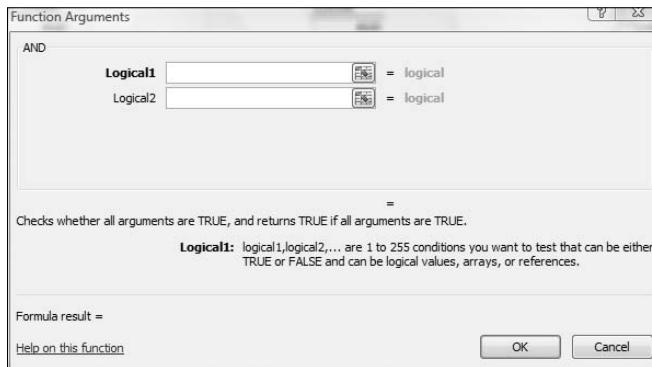 Function Arguments
AND
Logical1 = logical
Logical2 = logical
=
Checks whether all arguments are TRUE, and returns TRUE if all arguments are TRUE.
Logical1: logical1,logical2,... are 1 to 255 conditions you want to test that can be either
TRUE or FALSE and can be logical values, arrays, or references.
Formula result =
Help on this function
OK Cancel